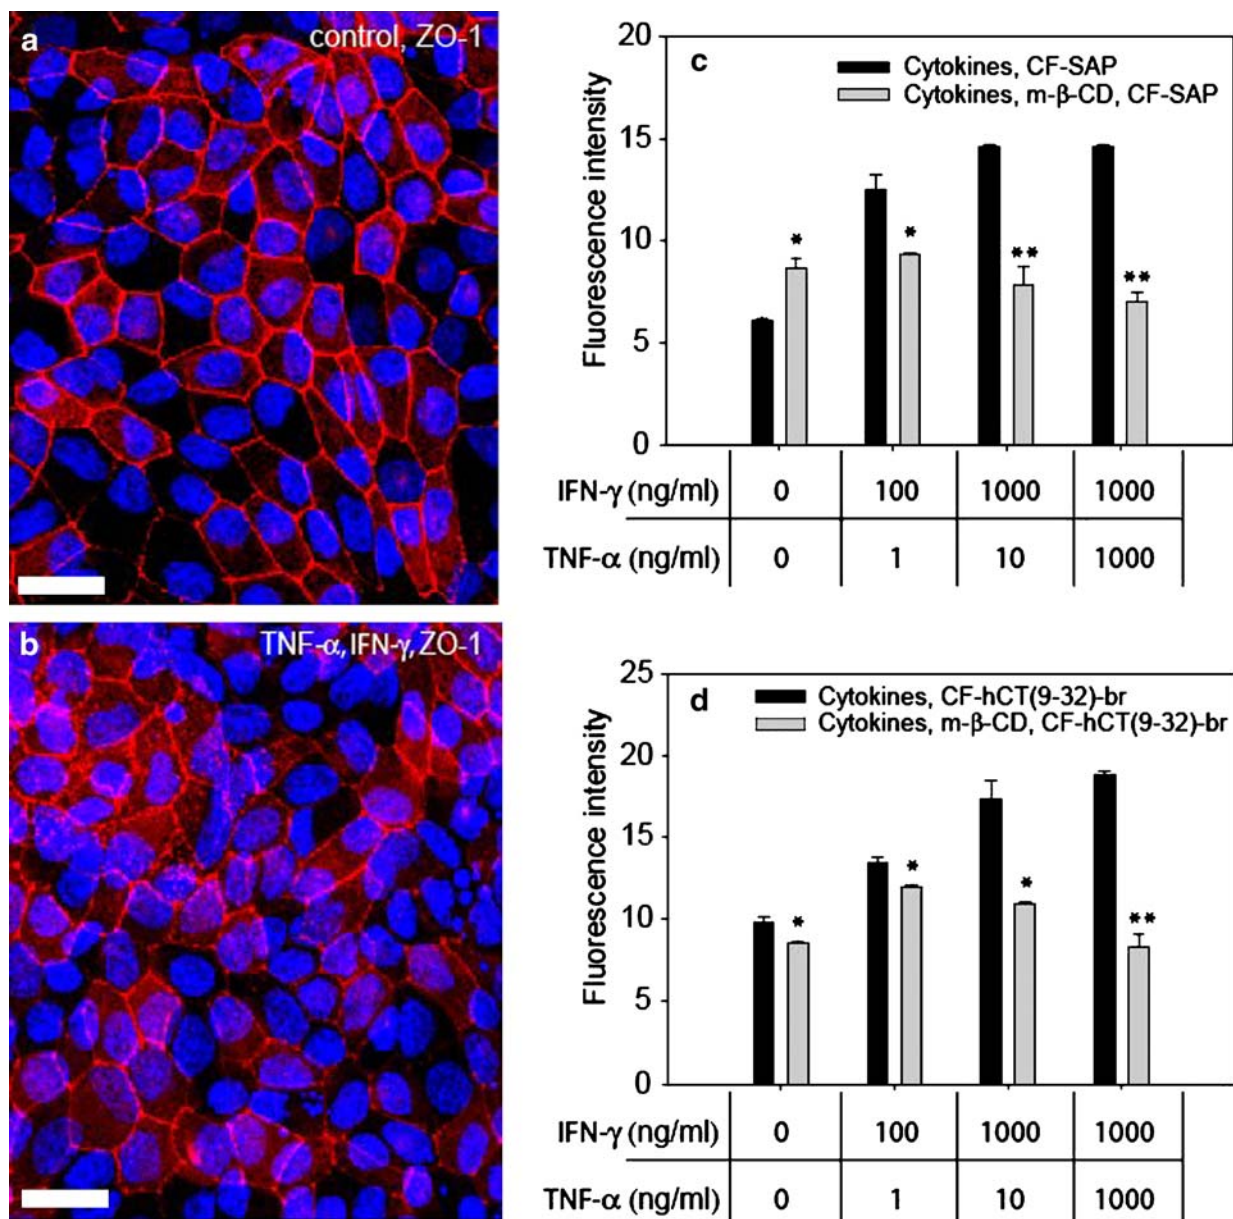 a
control, ZO-1
b
TNF-α, IFN-γ, ZO-1
c
Cytokines, CF-SAP
Cytokines, m-β-CD, CF-SAP
Fluorescence intensity
20
15
10
5
0
*
*
**
**
IFN-γ (ng/ml) 0 100 1000 1000
TNF-α (ng/ml) 0 1 10 1000
d
Cytokines, CF-hCT(9-32)-br
Cytokines, m-β-CD, CF-hCT(9-32)-br
Fluorescence intensity
25
20
15
10
5
0
*
*
*
**
IFN-γ (ng/ml) 0 100 1000 1000
TNF-α (ng/ml) 0 1 10 1000